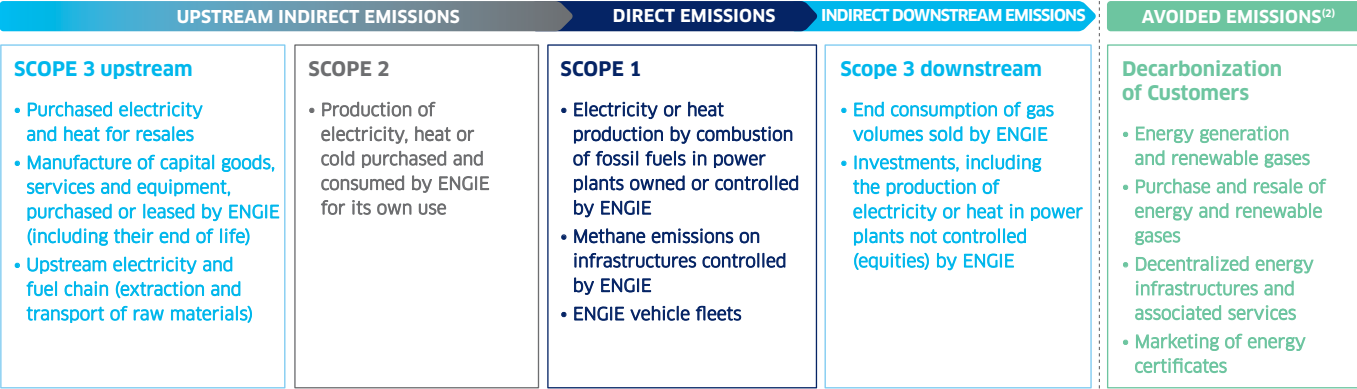 UPSTREAM INDIRECT EMISSIONS
DIRECT EMISSIONS
INDIRECT DOWNSTREAM EMISSIONS
AVOIDED EMISSIONS(2)
SCOPE 3 upstream
• Purchased electricity
and heat for resales
• Manufacture of capital goods,
services and equipment,
purchased or leased by ENGIE
(including their end of life)
• Upstream electricity and
fuel chain (extraction and
transport of raw materials)
SCOPE 2
• Production of
electricity, heat or
cold purchased and
consumed by ENGIE
for its own use
SCOPE 1
• Electricity or heat
production by combustion
of fossil fuels in power
plants owned or controlled
by ENGIE
• Methane emissions on
infrastructures controlled
by ENGIE
• ENGIE vehicle fleets
Scope 3 downstream
• End consumption of gas
volumes sold by ENGIE
• Investments, including
the production of
electricity or heat in power
plants not controlled
(equities) by ENGIE
Decarbonization
of Customers
• Energy generation
and renewable gases
• Purchase and resale of
energy and renewable
gases
• Decentralized energy
infrastructures and
associated services
• Marketing of energy
certificates